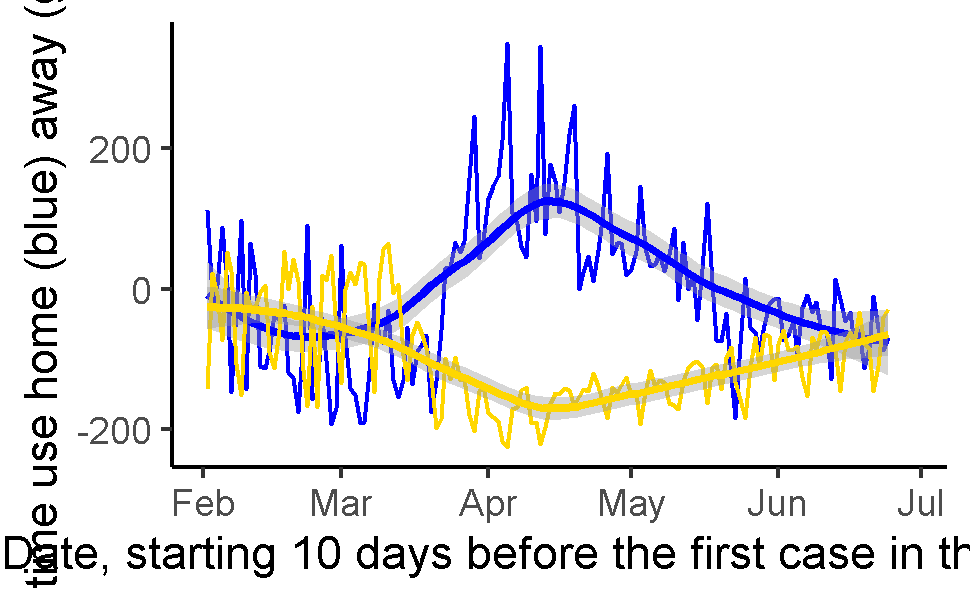 time use home (blue) away (
200
0
-200
Feb Mar Apr May Jun Jul
Date, starting 10 days before the first case in th